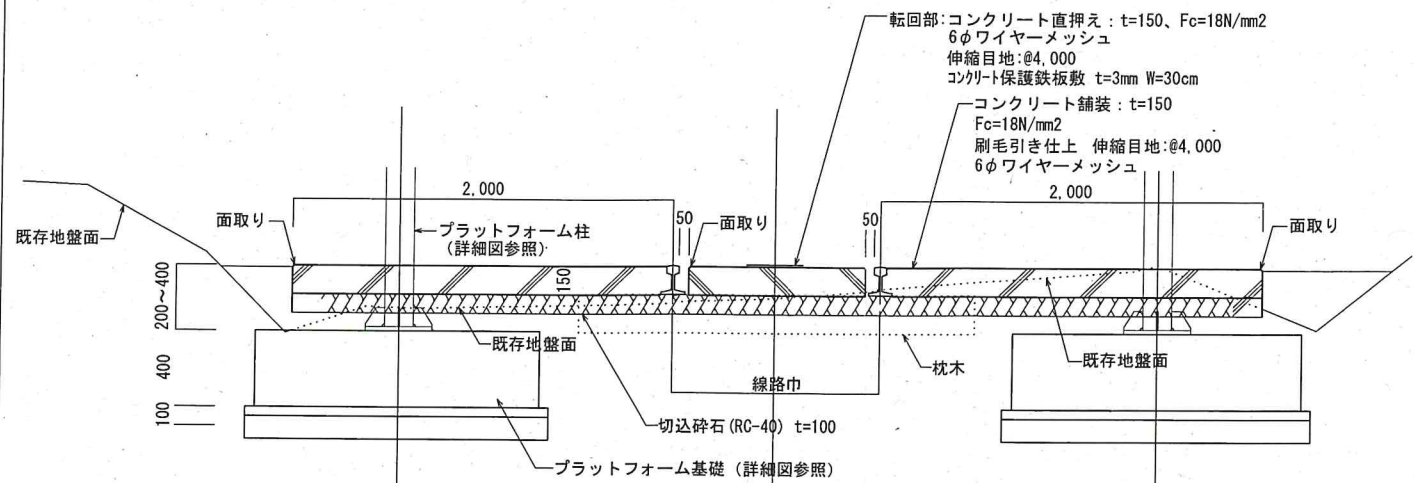 転回部:コンクリート直押え:t=150、Fc=18N/mm2
6φワイヤーメッシュ
伸縮目地:@4,000
コンクリート保護鉄板敷 t=3mm W=30cm
コンクリート舗装:t=150
Fc=18N/mm2
刷毛引き仕上 伸縮目地:@4,000
6φワイヤーメッシュ
2,000
2,000
面取り
50
面取り
50
面取り
既存地盤面
プラットフォーム柱
(詳細図参照)
150
200~400
既存地盤面
枕木
既存地盤面
400
線路巾
100
切込砕石(RC-40) t=100
プラットフォーム基礎(詳細図参照)